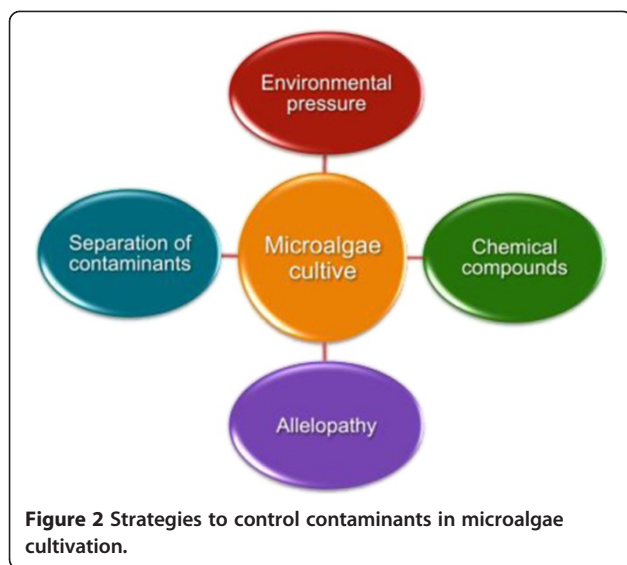 Environmental
pressure
Separation of
contaminants
Microalgae
cultive
Chemical
compounds
Allelopathy
Figure 2 Strategies to control contaminants in microalgae
cultivation.